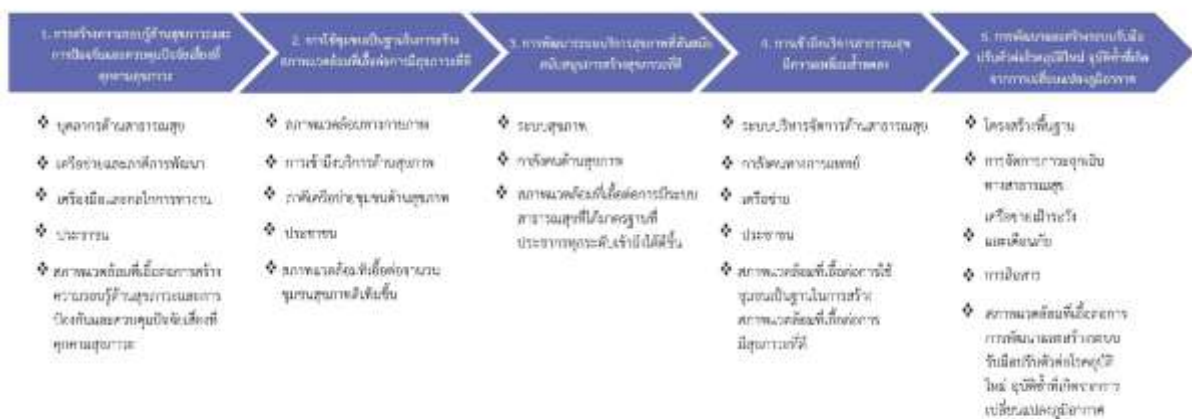 1. การสร้างความรอบรู้ด้านสุขภาวะและ
การป้องกันและควบคุมปัจจัยเสี่ยงที่
คุกคามสุขภาวะ
บุคลากรด้านสาธารณสุข
เครือข่ายและภาคีการพัฒนา
เครื่องมือและกลไกการทำงาน
ประชาชน
สภาพแวดล้อมที่เอื้อต่อการสร้าง
ความรอบรู้ด้านสุขภาวะและการ
ป้องกันและควบคุมปัจจัยเสี่ยงที่
คุกคามสุขภาวะ
2. การใช้ชุมชนเป็นฐานในการสร้าง
สภาพแวดล้อมที่เอื้อต่อการมีสุขภาวะที่ดี
สภาพแวดล้อมทางกายภาพ
การเข้าถึงบริการด้านสุขภาพ
ภาคีเครือข่ายชุมชนด้านสุขภาพ
ประชาชน
สภาพแวดล้อมที่เอื้อต่อจำนวน
ชุมชนสุขภาพดีเพิ่มขึ้น
3. การพัฒนาระบบบริการสุขภาพที่ทันสมัย
สนับสนุนการสร้างสุขภาวะที่ดี
ระบบสุขภาพ
กำลังคนด้านสุขภาพ
สภาพแวดล้อมที่เอื้อต่อการมีระบบ
สาธารณสุขที่ได้มาตรฐานที่
ประชากรทุกระดับเข้าถึงได้ดีขึ้น
4. การเข้าถึงบริการสาธารณสุข
มีความเหลื่อมล้ำลดลง
ระบบบริหารจัดการด้านสาธารณสุข
กำลังคนทางการแพทย์
เครือข่าย
ประชาชน
สภาพแวดล้อมที่เอื้อต่อการใช้
ชุมชนเป็นฐานในการสร้าง
สภาพแวดล้อมที่เอื้อต่อการ
มีสุขภาวะที่ดี
5. การพัฒนาและสร้างระบบรับมือ
ปรับตัวต่อโรคอุบัติใหม่ อุบัติซ้ำที่เกิด
จากการเปลี่ยนแปลงภูมิอากาศ
โครงสร้างพื้นฐาน
การจัดการภาวะฉุกเฉิน
ทางสาธารณสุข
เครือข่ายเฝ้าระวัง
และเตือนภัย
การสื่อสาร
สภาพแวดล้อมที่เอื้อต่อการ
การพัฒนาและสร้างระบบ
รับมือปรับตัวต่อโรคอุบัติ
ใหม่ อุบัติซ้ำที่เกิดจากการ
เปลี่ยนแปลงภูมิอากาศ